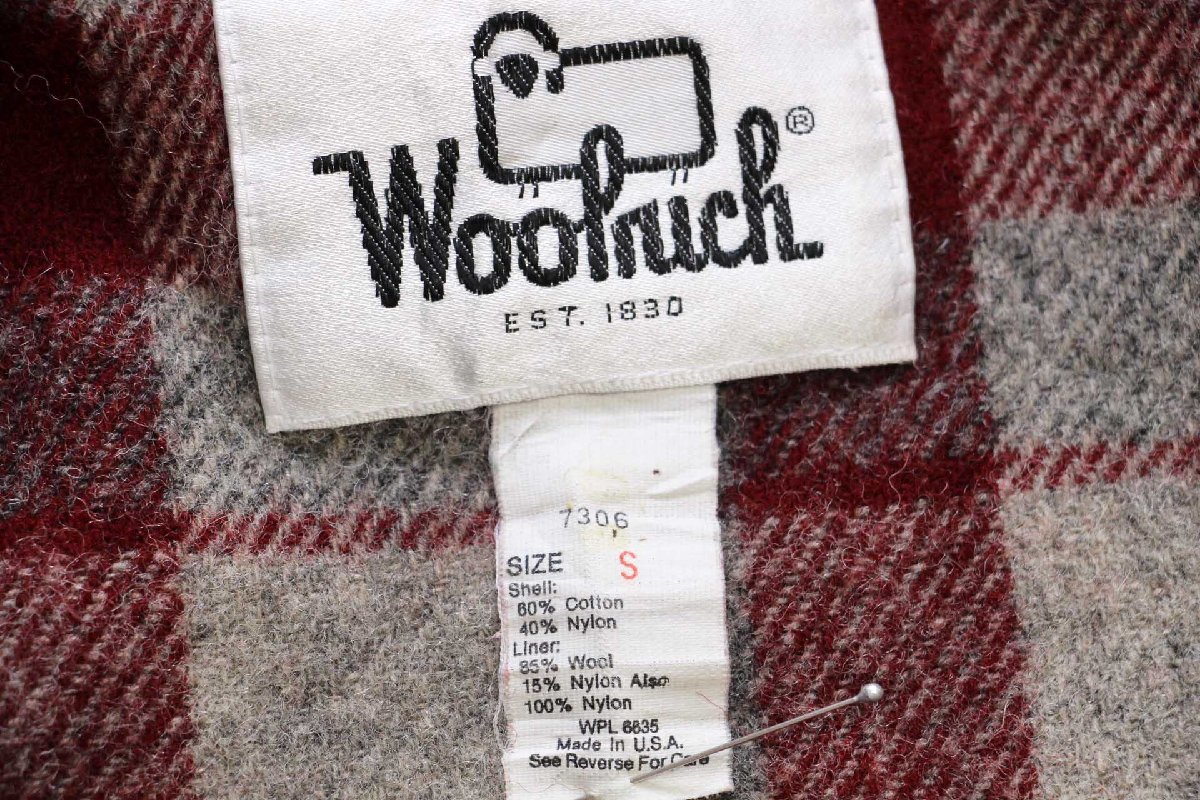 Woolrich®
EST. 1830
7306
SIZE S
Shell:
60% Cotton
40% Nylon
Liner:
85% Wool
15% Nylon Also
100% Nylon
WPL 6635
Made In U.S.A.
See Reverse For Care